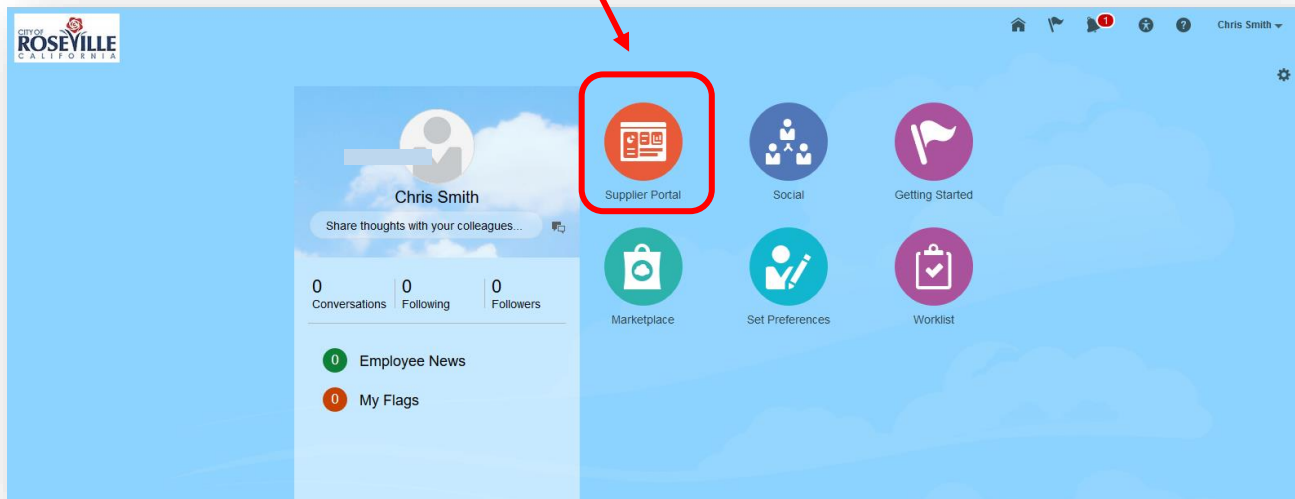 CITY OF
ROSEVILLE
CALIFORNIA
1
Chris Smith
Chris Smith
Share thoughts with your colleagues...
0
Conversations
0
Following
0
Followers
0 Employee News
0 My Flags
Supplier Portal
Social
Getting Started
Marketplace
Set Preferences
Worklist